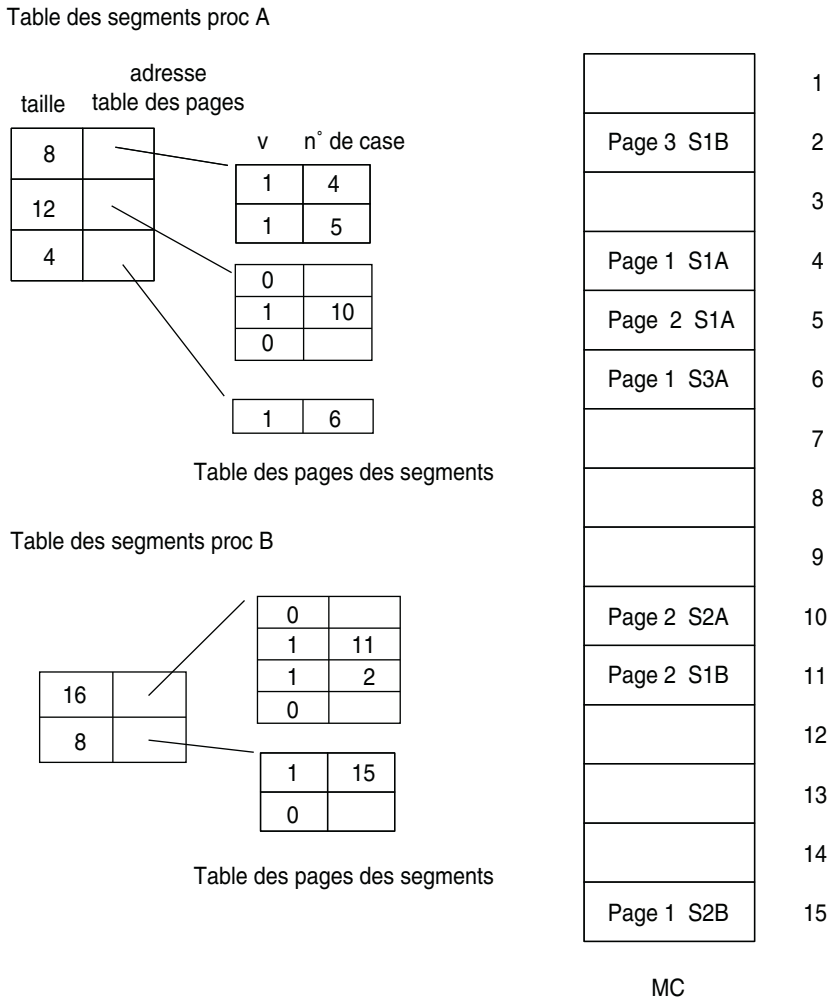 Table des segments proc A
adresse
taille table des pages
v n° de case
8
12
4
1 4
1 5
0
1 10
0
1 6
Table des pages des segments
Table des segments proc B
16
8
0
1 11
1 2
0
1 15
0
Table des pages des segments
1
Page 3 S1B 2
3
Page 1 S1A 4
Page 2 S1A 5
Page 1 S3A 6
7
8
9
Page 2 S2A 10
Page 2 S1B 11
12
13
14
Page 1 S2B 15
MC